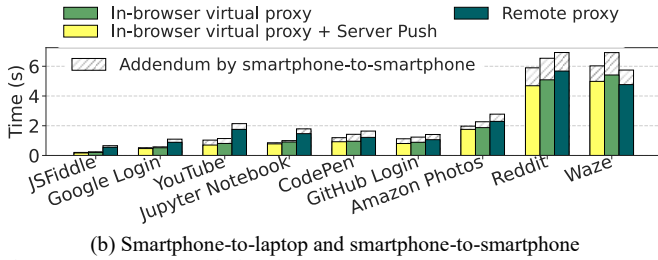 In-browser virtual proxy
Remote proxy
In-browser virtual proxy + Server Push
Addendum by smartphone-to-smartphone
Time (s)
6
4
2
0
JSFiddle
Google Login
YouTube
Jupyter Notebook
CodePen
GitHub Login
Amazon Photos
Reddit
Waze
(b) Smartphone-to-laptop and smartphone-to-smartphone